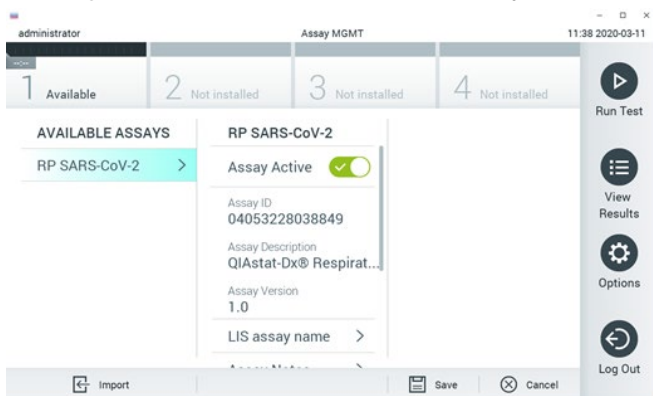 administrator Assay MGMT 11:38 2020-03-11
1 Available 2 Not installed 3 Not installed 4 Not installed
Run Test
AVAILABLE ASSAYS RP SARS-CoV-2
RP SARS-CoV-2 > Assay Active
View
Results
Assay ID
04053228038849
Assay Description
QIAstat-Dx® Respirat...
Options
Assay Version
1.0
LIS assay name >
Log Out
Import Save Cancel